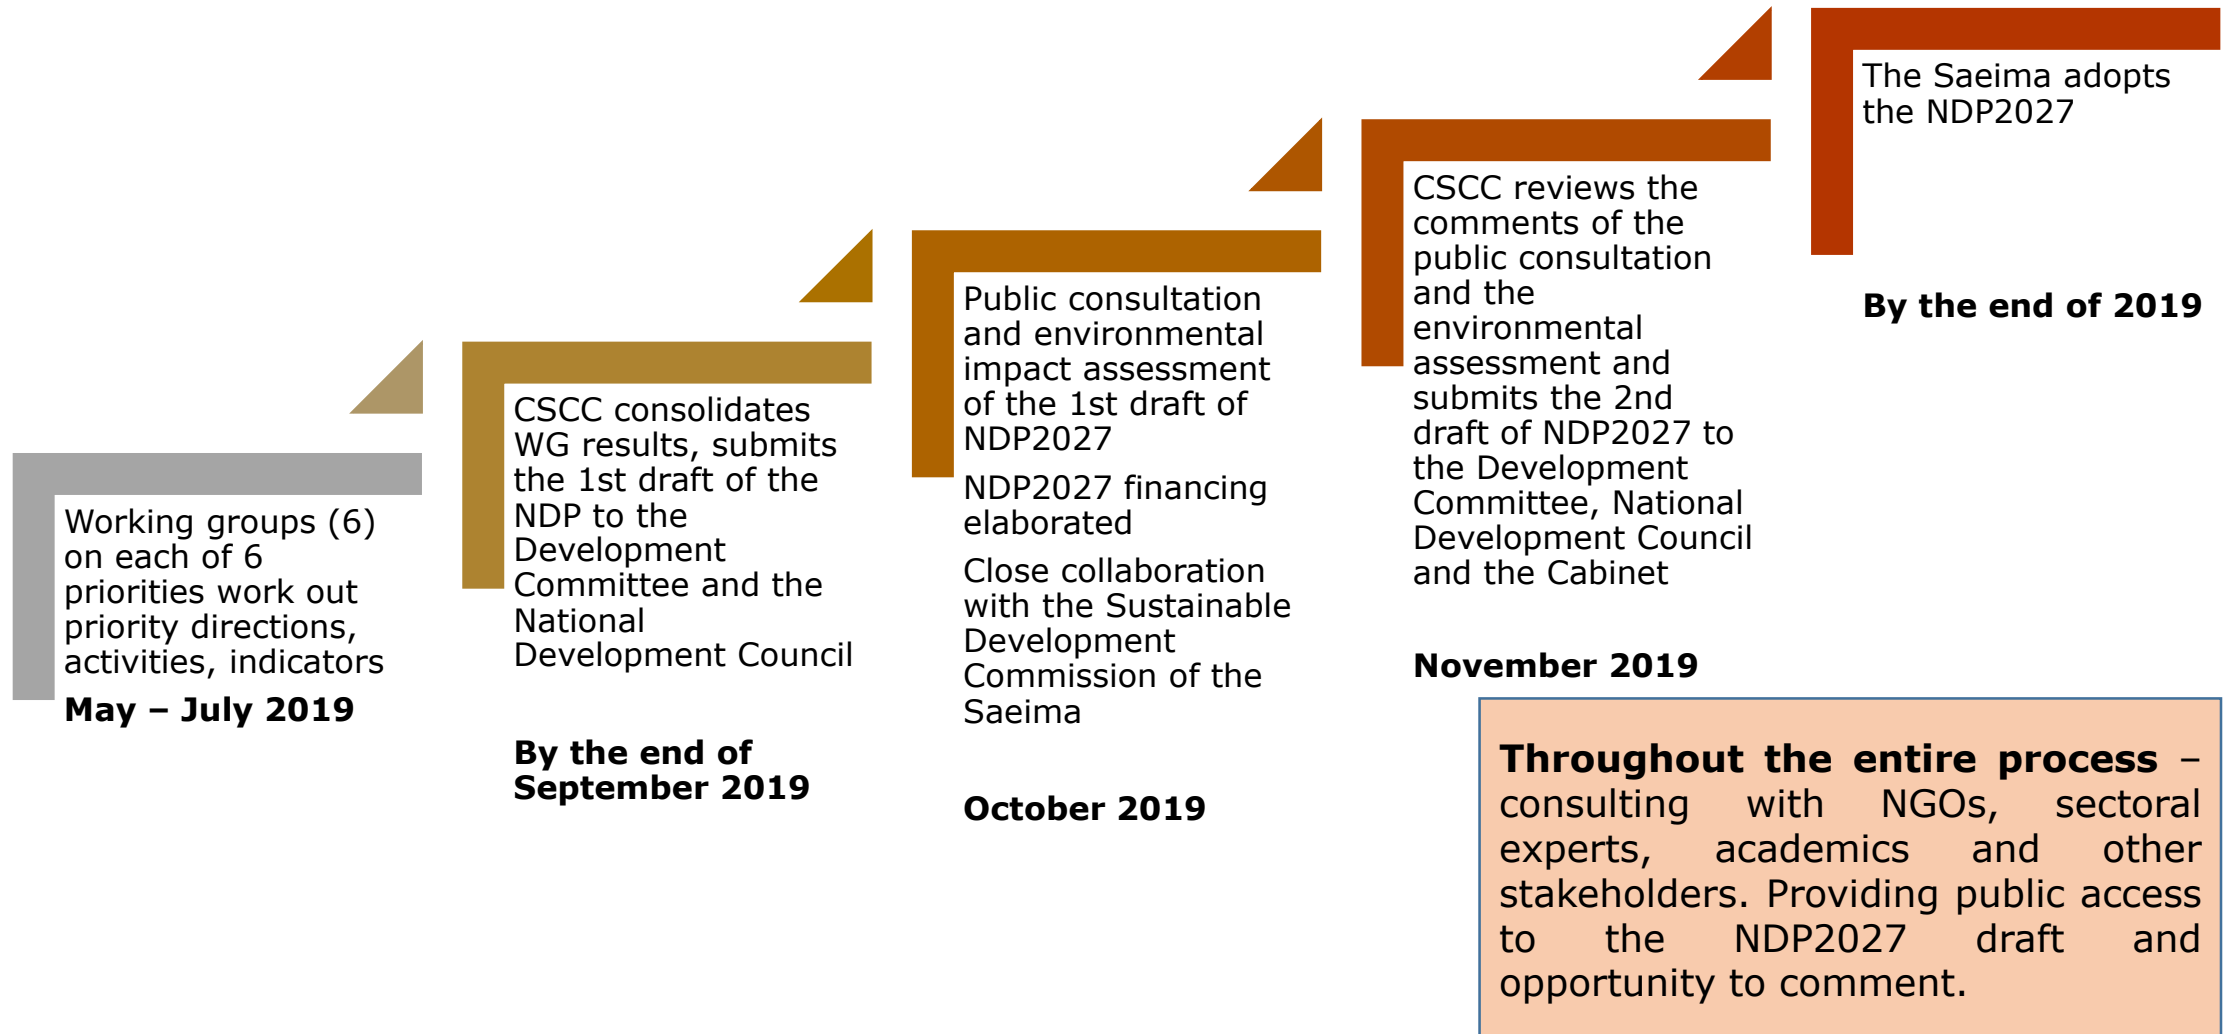 Working groups (6)
on each of 6
priorities work out
priority directions,
activities, indicators
May – July 2019
CSCC consolidates
WG results, submits
the 1st draft of the
NDP to the
Development
Committee and the
National
Development Council
By the end of
September 2019
Public consultation
and environmental
impact assessment
of the 1st draft of
NDP2027
NDP2027 financing
elaborated
Close collaboration
with the Sustainable
Development
Commission of the
Saeima
October 2019
CSCC reviews the
comments of the
public consultation
and the
environmental
assessment and
submits the 2nd
draft of NDP2027 to
the Development
Committee, National
Development Council
and the Cabinet
November 2019
The Saeima adopts
the NDP2027
By the end of 2019
Throughout the entire process –
consulting with NGOs, sectoral
experts, academics and other
stakeholders. Providing public access
to the NDP2027 draft and
opportunity to comment.